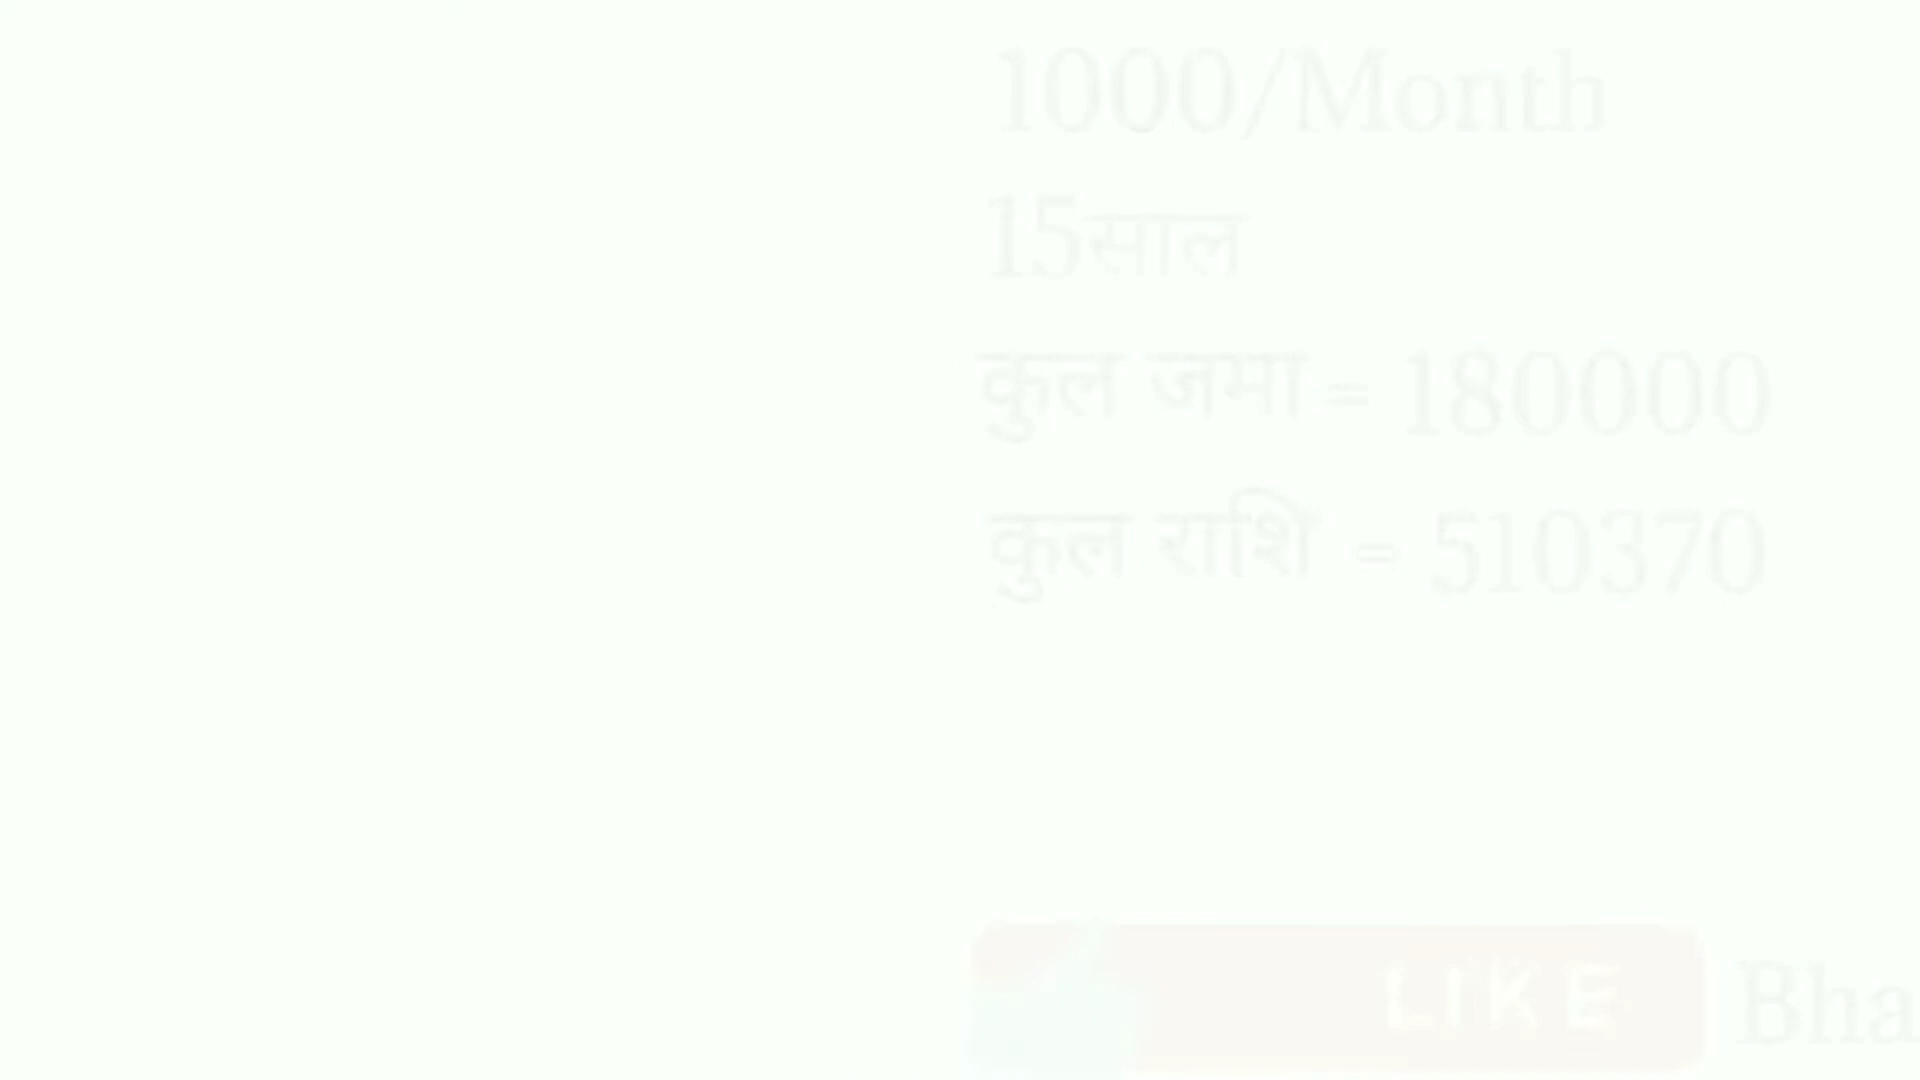 1000/Month
15साल
कुल जमा = 180000
कुल राशि = 510370
LIKE
Bha